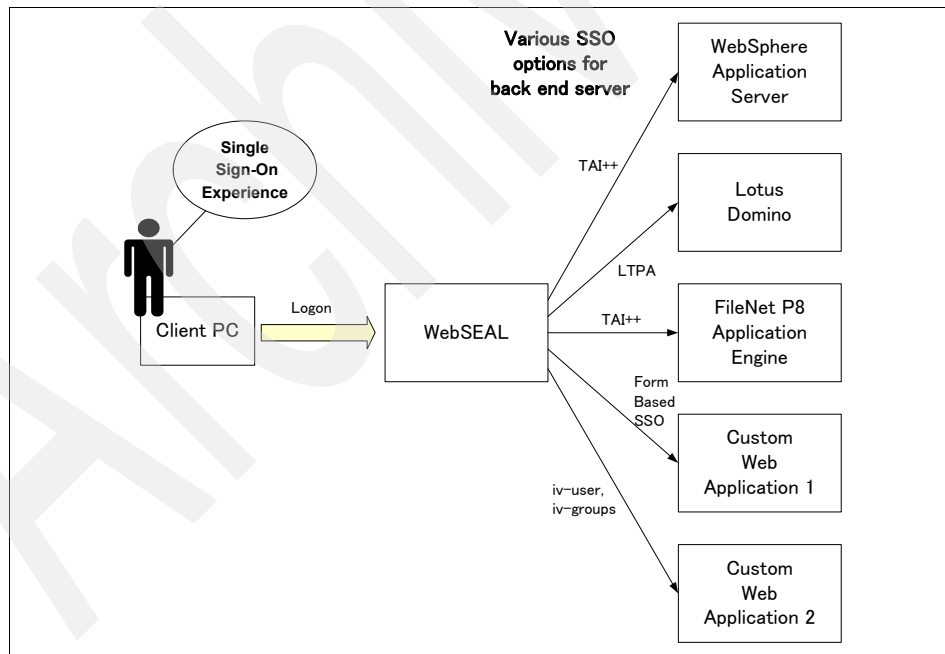 Various SSO
options for
back end server
WebSphere
Application
Server
Single
Sign-On
Experience
TAI++
Lotus
Domino
LTPA
Logon
Client PC
WebSEAL
TAI++
FileNet P8
Application
Engine
Form
Based
SSO
Custom
Web
Application 1
iv-user,
iv-groups
Custom
Web
Application 2
Archiv